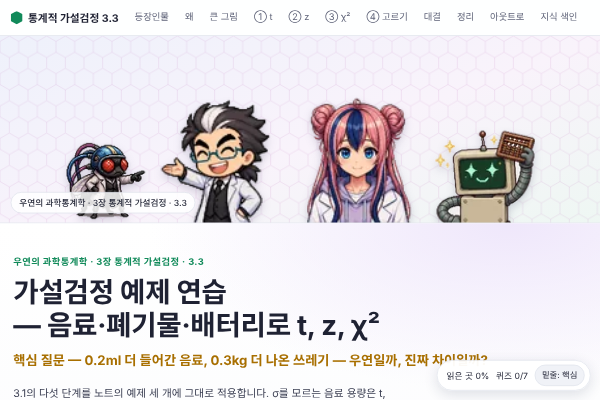 통계적 가설검정 3.3 등장인물 왜 큰 그림 ① t ② z ③ χ² ④ 고르기 대결 정리 아웃트로 지식 색인
우연의 과학통계학 · 3장 통계적 가설검정 · 3.3
우연의 과학통계학 · 3장 통계적 가설검정 · 3.3
가설검정 예제 연습
— 음료·폐기물·배터리로 t, z, χ²
핵심 질문 — 0.2ml 더 들어간 음료, 0.3kg 더 나온 쓰레기 — 우연일까, 진짜 차이일까?
읽은 곳 0% 퀴즈 0/7 밑줄: 핵심
3.1의 다섯 단계를 노트의 예제 세 개에 그대로 적용합니다. σ를 모르는 음료 용량은 t,